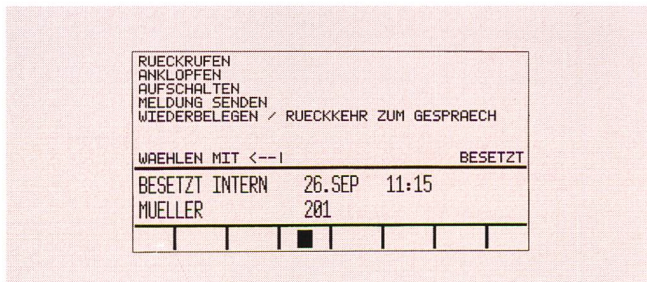 RUECKRUFEN
ANKLOPFEN
AUFSCHALTEN
MELDUNG SENDEN
WIEDERBELEGEN / RUECKKEHR ZUM GESPRAECH
WAEHLEN MIT <--| BESETZT
BESETZT INTERN 26.SEP 11:15
MUELLER 201